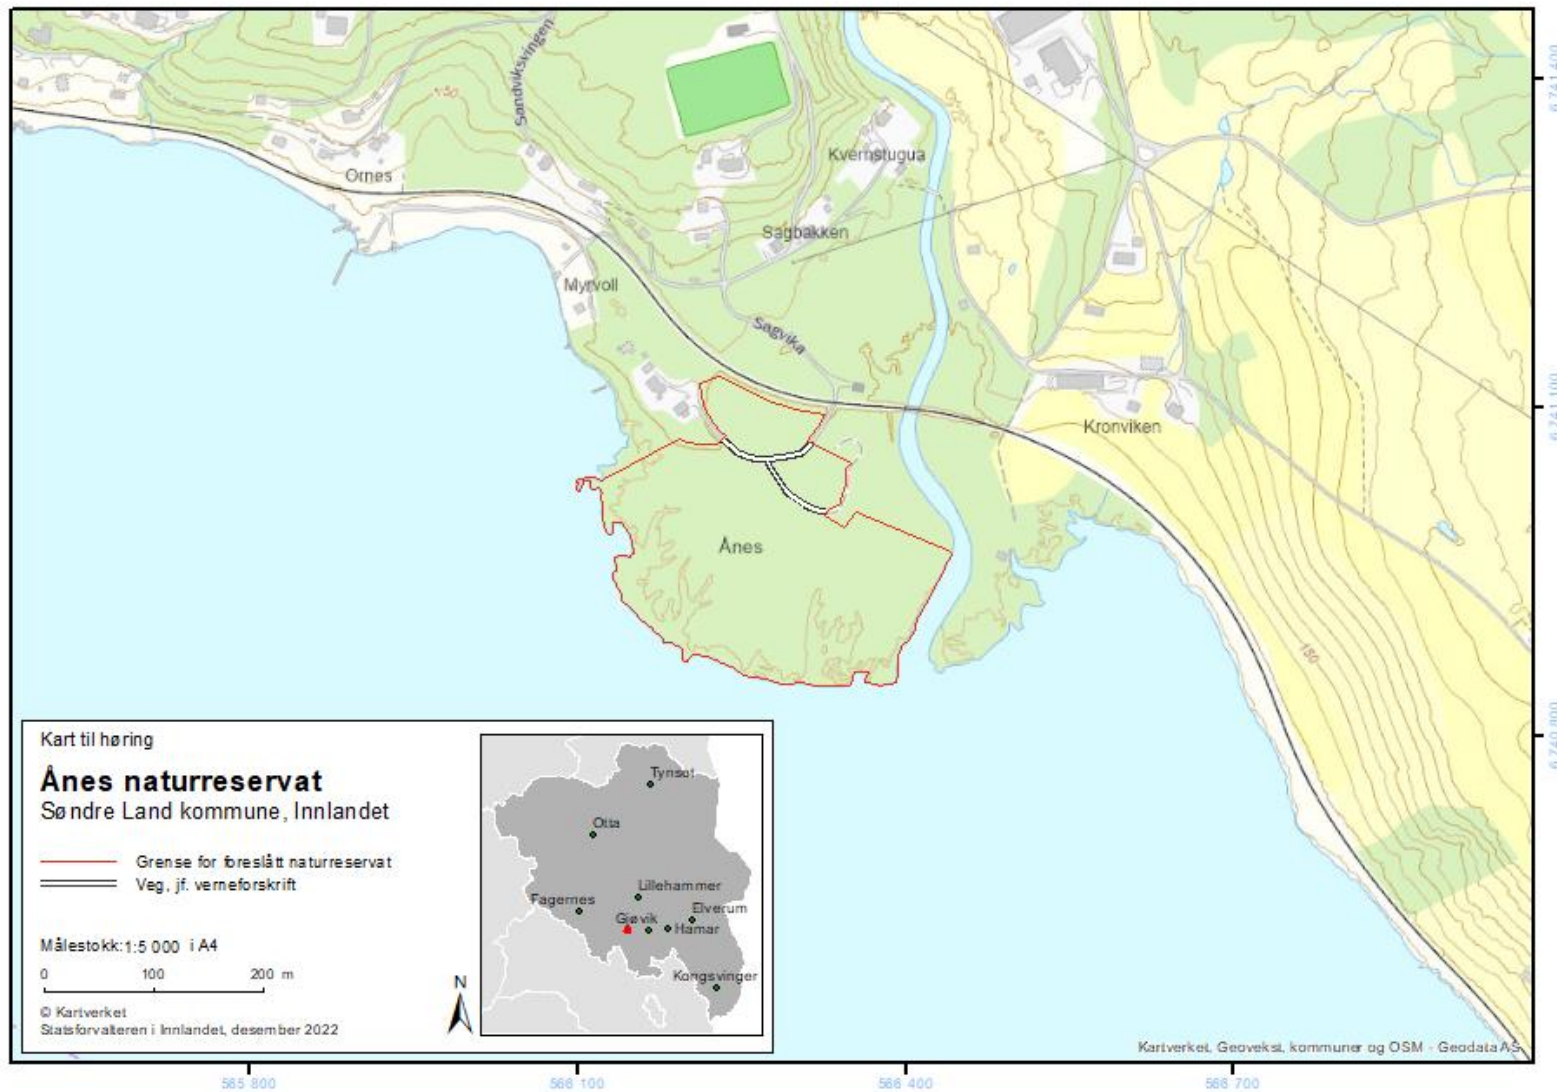 Sandviksvingen
150
Kvernstugua
Ornes
Sagbakken
Myrvoll
Sagvika
Kronviken
Ånes
150
Kart til høring
Ånes naturreservat
Søndre Land kommune, Innlandet
Grense for foreslått naturreservat
Veg, jf. verneforskrift
Målestokk:1:5 000 i A4
0 100 200 m
© Kartverket
Statsforvalteren i Innlandet, desember 2022
N
Tynset
Otta
Lillehammer
Fagernes
Elverum
Gjøvik
Hamar
Kongsvinger
Kartverket, Geovekst, kommuner og OSM - Geodata AS
6 741 400
6 741 100
6 740 800
565 800
566 100
566 400
566 700